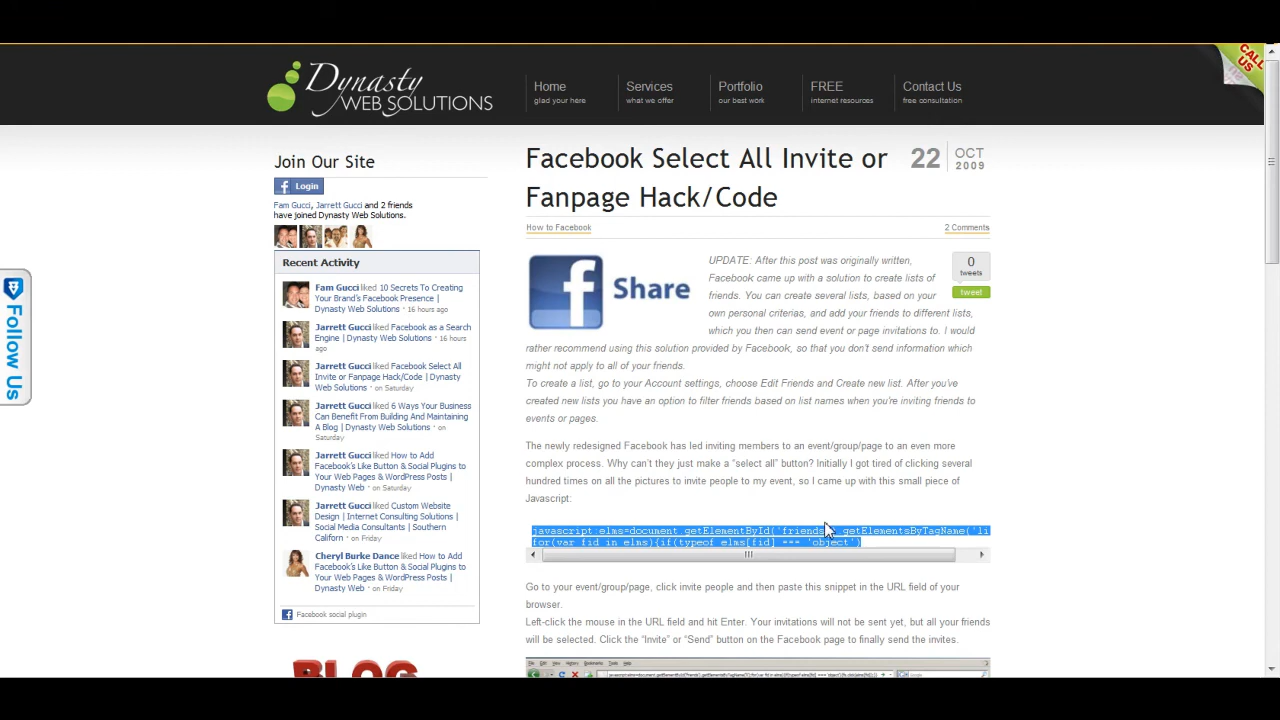 CALL US
Dynasty
WEB SOLUTIONS
Home
glad your here
Services
what we offer
Portfolio
our best work
FREE
internet resources
Contact Us
free consultation
Follow Us
Join Our Site
Login
Fam Gucci, Jarrett Gucci and 2 friends
have joined Dynasty Web Solutions.
Recent Activity
Fam Gucci liked 10 Secrets To Creating
Your Brand's Facebook Presence |
Dynasty Web Solutions · 16 hours ago
Jarrett Gucci liked Facebook as a Search
Engine | Dynasty Web Solutions · 16 hours
ago
Jarrett Gucci liked Facebook Select All
Invite or Fanpage Hack/Code | Dynasty
Web Solutions · on Saturday
Jarrett Gucci liked 6 Ways Your Business
Can Benefit From Building And Maintaining
A Blog | Dynasty Web Solutions · on
Saturday
Jarrett Gucci liked How to Add
Facebook's Like Button & Social Plugins to
Your Web Pages & WordPress Posts |
Dynasty Web · on Saturday
Jarrett Gucci liked Custom Website
Design | Internet Consulting Solutions |
Social Media Consultants | Southern
Californ · on Friday
Cheryl Burke Dance liked How to Add
Facebook's Like Button & Social Plugins to
Your Web Pages & WordPress Posts |
Dynasty Web · on Friday
Facebook social plugin
BLOG
Facebook Select All Invite or
Fanpage Hack/Code
22
OCT
2009
How to Facebook
2 Comments
f Share
0
tweets
tweet
UPDATE: After this post was originally written,
Facebook came up with a solution to create lists of
friends. You can create several lists, based on your
own personal criterias, and add your friends to different lists,
which you then can send event or page invitations to. I would
rather recommend using this solution provided by Facebook, so that you don't send information which
might not apply to all of your friends.
To create a list, go to your Account settings, choose Edit Friends and Create new list. After you've
created new lists you have an option to filter friends based on list names when you're inviting friends to
events or pages.
The newly redesigned Facebook has led inviting members to an event/group/page to an even more
complex process. Why can't they just make a “select all” button? Initially I got tired of clicking several
hundred times on all the pictures to invite people to my event, so I came up with this small piece of
Javascript:
javascript:elms=document.getElementById('friends').getElementsByTagName('li
for(var fid in elms){if(typeof elms[fid] === 'object')
Go to your event/group/page, click invite people and then paste this snippet in the URL field of your
browser.
Left-click the mouse in the URL field and hit Enter. Your invitations will not be sent yet, but all your friends
will be selected. Click the “Invite” or “Send” button on the Facebook page to finally send the invites.